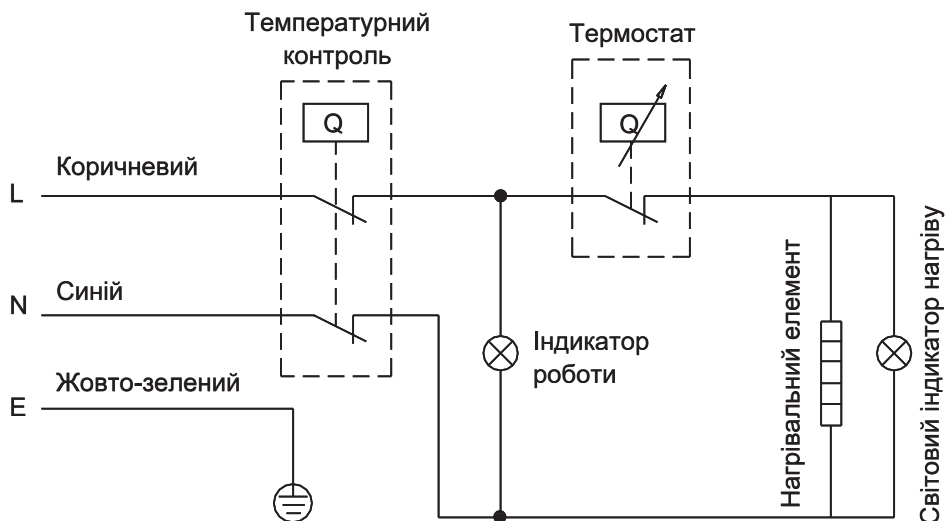 Температурний
контроль
Термостат
Q
Q
Коричневий
L
Синій
N
Індикатор
роботи
Жовто-зелений
E
Нагрівальний елемент
Світовий індикатор нагріву